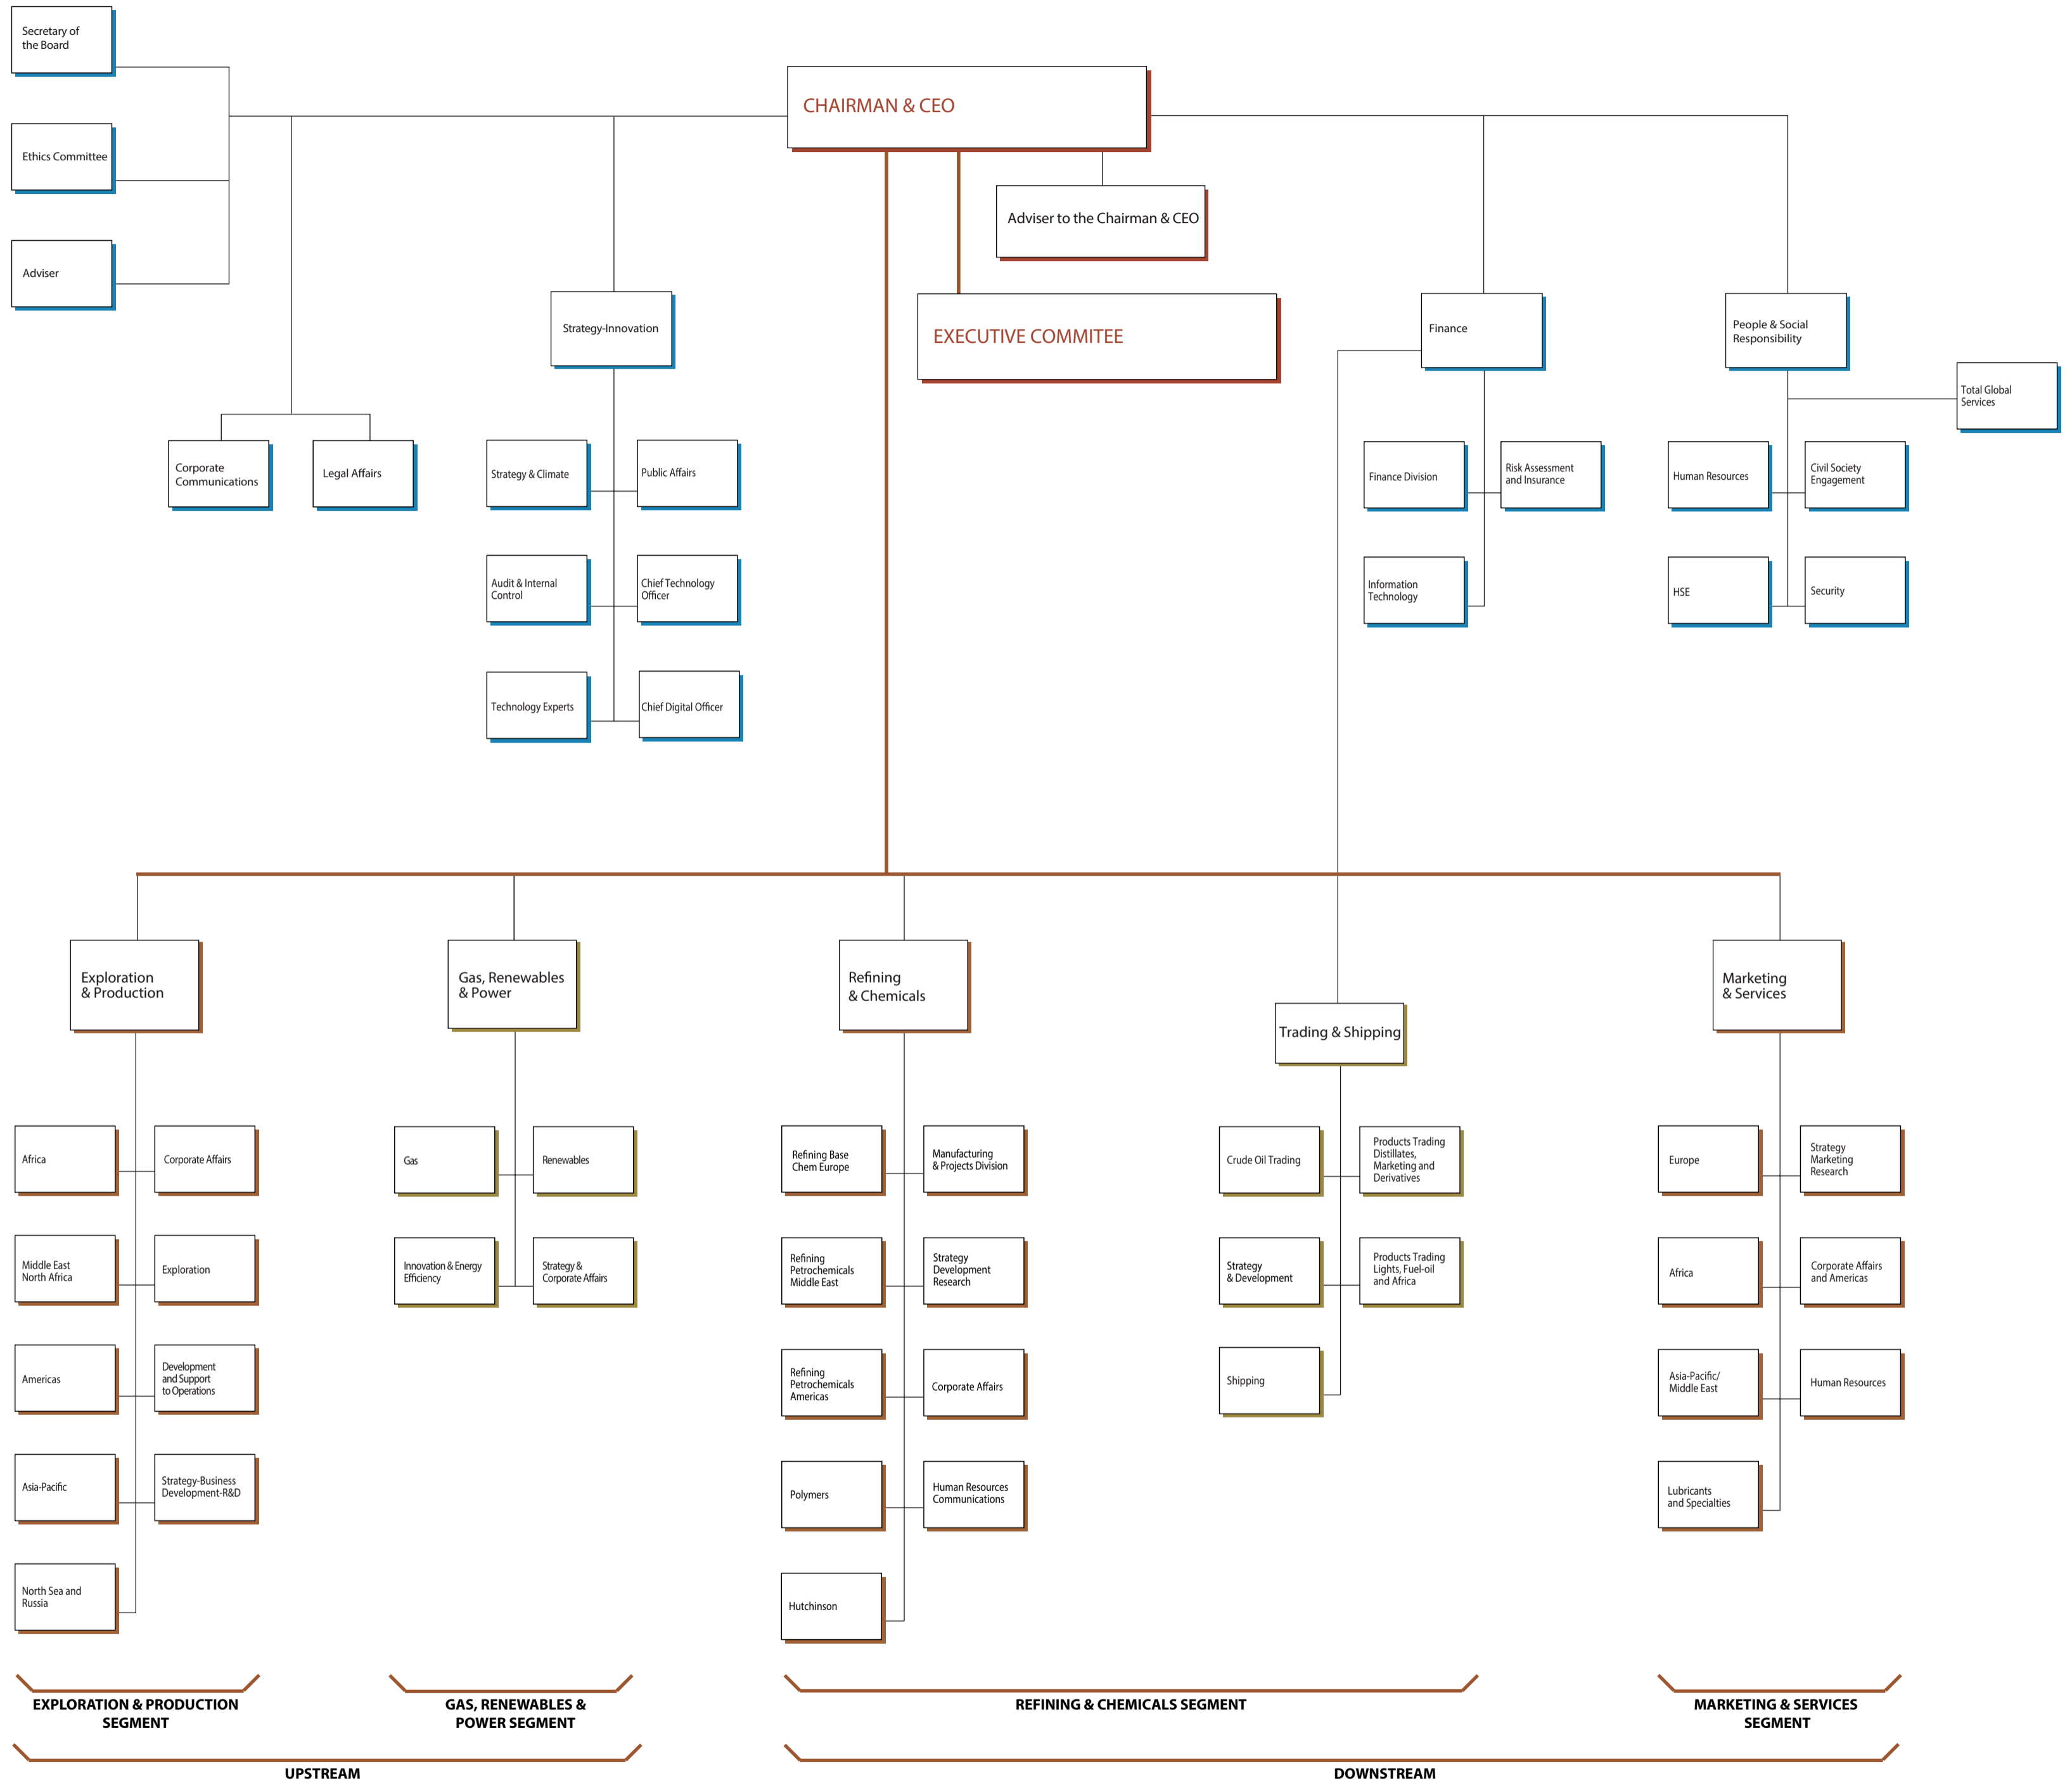 Secretary of
the Board
CHAIRMAN & CEO
Ethics Committee
Adviser to the Chairman & CEO
Adviser
Strategy-Innovation
EXECUTIVE COMMITEE
Finance
People & Social
Responsibility
Total Global
Services
Corporate
Communications
Legal Affairs
Strategy & Climate
Public Affairs
Finance Division
Risk Assessment
and Insurance
Human Resources
Civil Society
Engagement
Audit & Internal
Control
Chief Technology
Officer
Information
Technology
HSE
Security
Technology Experts
Chief Digital Officer
Exploration
& Production
Gas, Renewables
& Power
Refining
& Chemicals
Trading & Shipping
Marketing
& Services
Africa
Corporate Affairs
Gas
Renewables
Refining Base
Chem Europe
Manufacturing
& Projects Division
Crude Oil Trading
Products Trading
Distillates,
Marketing and
Derivatives
Europe
Strategy
Marketing
Research
Middle East
North Africa
Exploration
Innovation & Energy
Efficiency
Strategy &
Corporate Affairs
Refining
Petrochemicals
Middle East
Strategy
Development
Research
Strategy
& Development
Products Trading
Lights, Fuel-oil
and Africa
Africa
Corporate Affairs
and Americas
Americas
Development
and Support
to Operations
Refining
Petrochemicals
Americas
Corporate Affairs
Shipping
Asia-Pacific/
Middle East
Human Resources
Asia-Pacific
Strategy-Business
Development-R&D
Polymers
Human Resources
Communications
Lubricants
and Specialties
North Sea and
Russia
Hutchinson
EXPLORATION & PRODUCTION
SEGMENT
GAS, RENEWABLES &
POWER SEGMENT
REFINING & CHEMICALS SEGMENT
MARKETING & SERVICES
SEGMENT
UPSTREAM
DOWNSTREAM